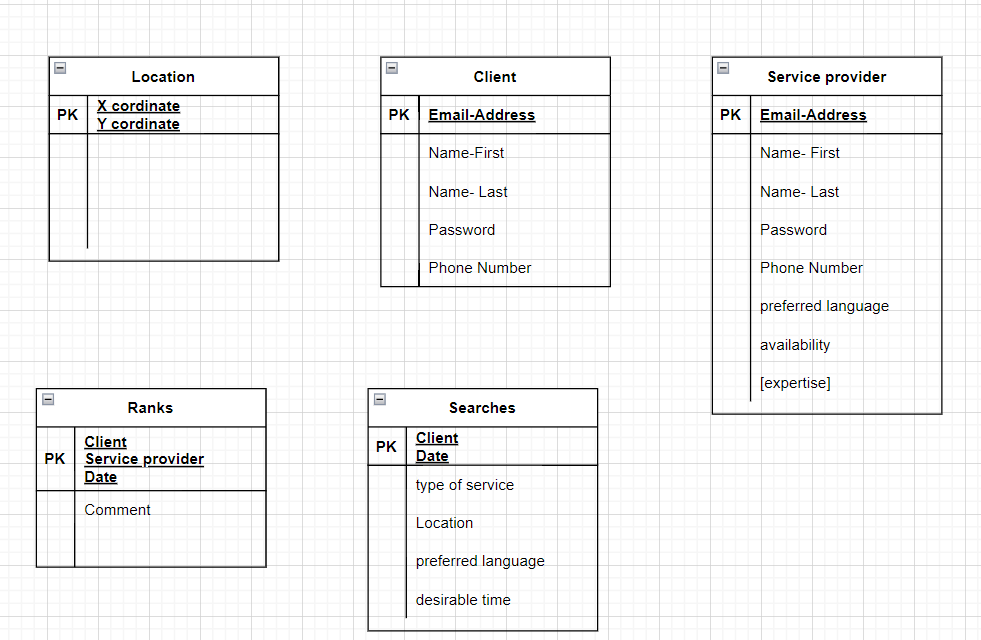 Location
PK
X cordinate
Y cordinate
Client
PK
Email-Address
Name-First
Name- Last
Password
Phone Number
Service provider
PK
Email-Address
Name- First
Name- Last
Password
Phone Number
preferred language
availability
[expertise]
Ranks
PK
Client
Service provider
Date
Comment
Searches
PK
Client
Date
type of service
Location
preferred language
desirable time